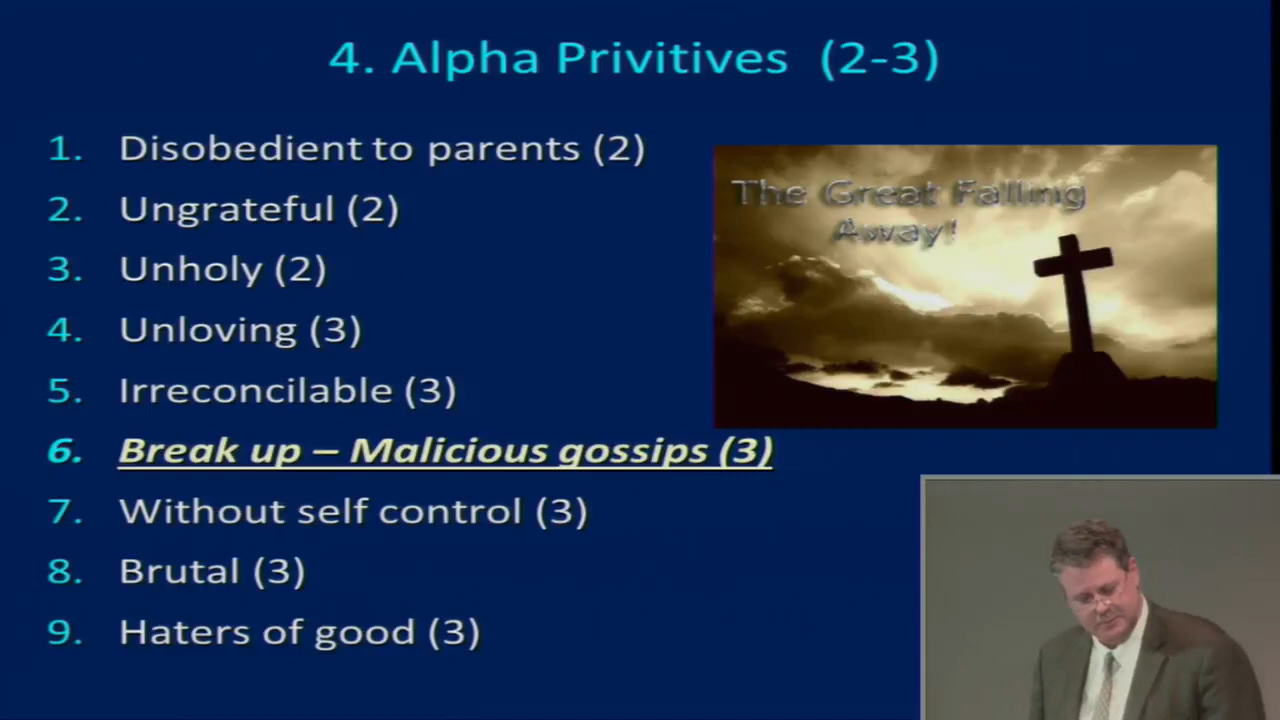 4. Alpha Privitives (2-3)
1. Disobedient to parents (2)
2. Ungrateful (2)
3. Unholy (2)
4. Unloving (3)
5. Irreconcilable (3)
6. Break up – Malicious gossips (3)
7. Without self control (3)
8. Brutal (3)
9. Haters of good (3)
The Great Falling
Away!